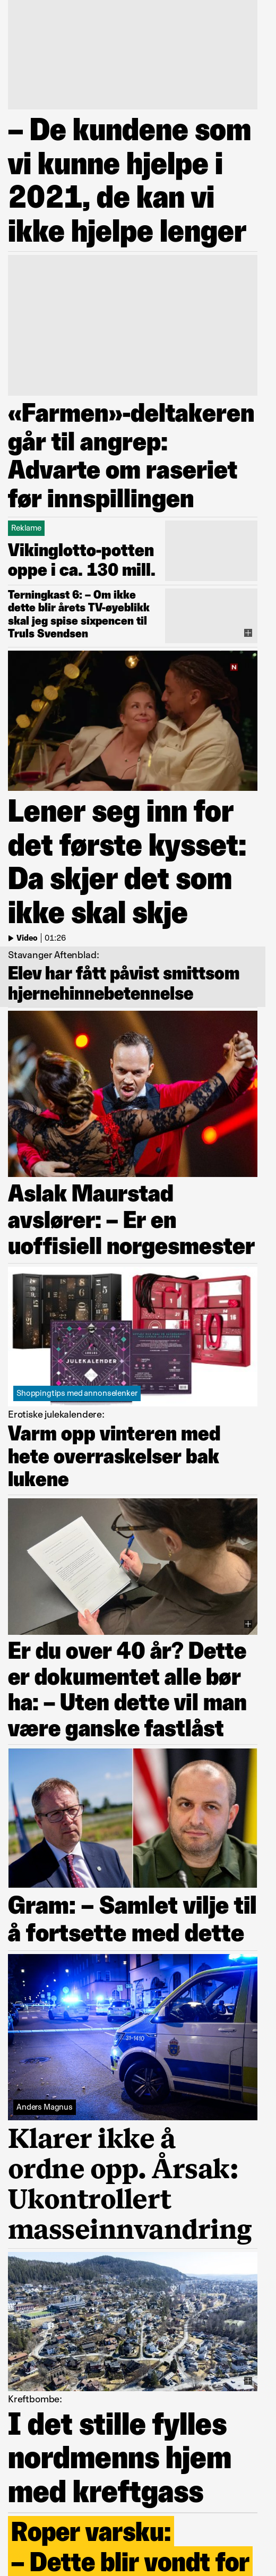 – De kundene som
vi kunne hjelpe i
2021, de kan vi
ikke hjelpe lenger
«Farmen»-deltakeren
går til angrep:
Advarte om raseriet
før innspillingen
Reklame
Vikinglotto-potten
oppe i ca. 130 mill.
Terningkast 6: – Om ikke
dette blir årets TV-øyeblikk
skal jeg spise sixpencen til
Truls Svendsen
N
Lener seg inn for
det første kysset:
Da skjer det som
ikke skal skje
Video | 01:26
Stavanger Aftenblad:
Elev har fått påvist smittsom
hjernehinnebetennelse
Aslak Maurstad
avslører: – Er en
uoffisiell norgesmester
JULEKALENDER
Shoppingtips med annonselenker
Erotiske julekalendere:
Varm opp vinteren med
hete overraskelser bak
lukene
Er du over 40 år? Dette
er dokumentet alle bør
ha: – Uten dette vil man
være ganske fastlåst
Gram: – Samlet vilje til
å fortsette med dette
Anders Magnus
Klarer ikke å
ordne opp. Årsak:
Ukontrollert
masseinnvandring
Kreftbombe:
I det stille fylles
nordmenns hjem
med kreftgass
Roper varsku:
– Dette blir vondt for